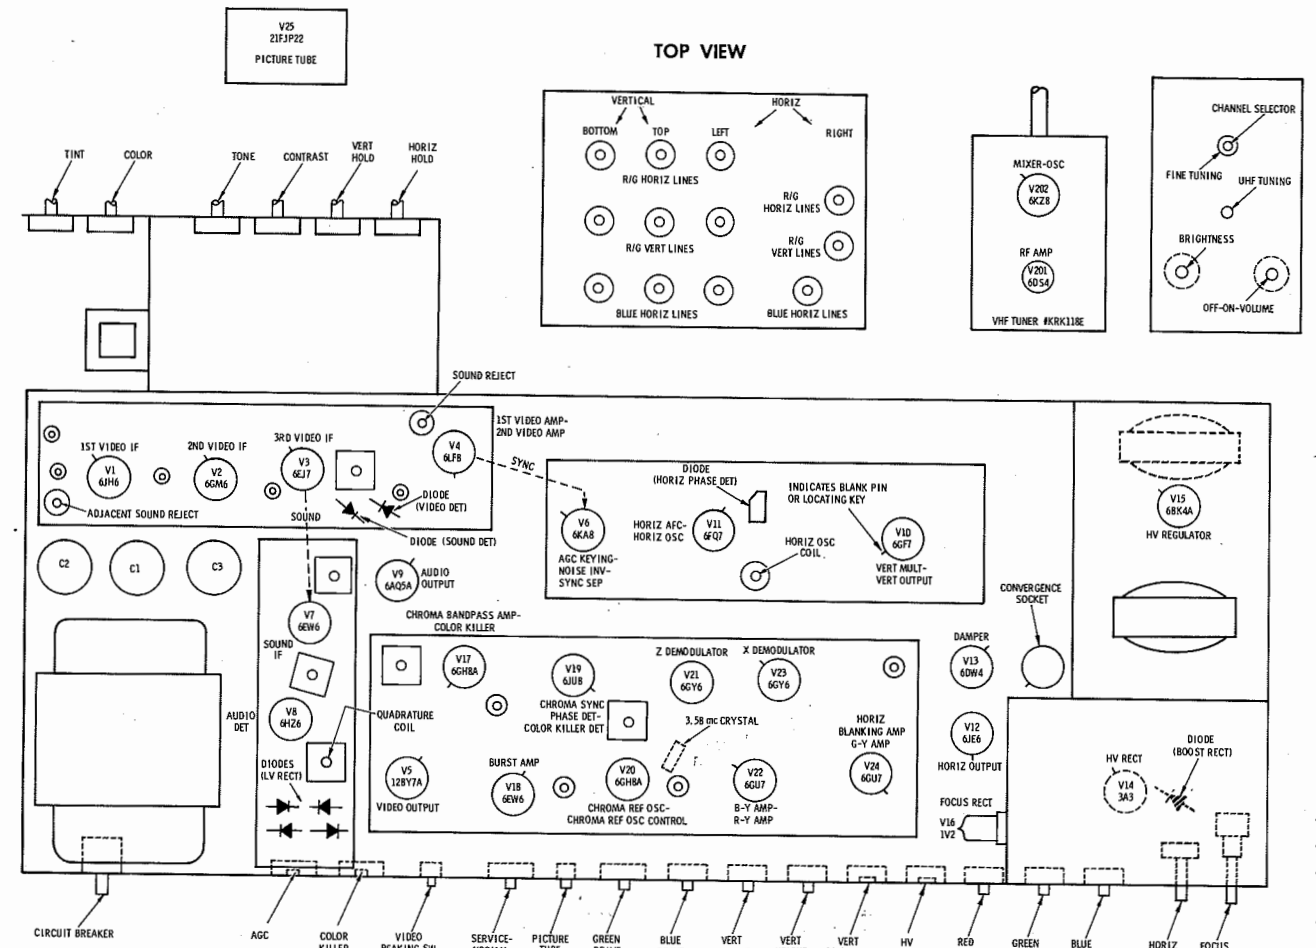 V25
21FJP22
PICTURE TUBE
TOP VIEW
TINT
COLOR
TONE
CONTRAST
VERT
HOLD
HORIZ
HOLD
VERTICAL
HORIZ
BOTTOM
TOP
LEFT
RIGHT
R/G HORIZ LINES
R/G
HORIZ LINES
R/G VERT LINES
R/G
VERT LINES
BLUE HORIZ LINES
BLUE HORIZ LINES
MIXER-OSC
V202
6KZ8
RF AMP
V201
6DS4
VHF TUNER #KRK118E
CHANNEL SELECTOR
FINE TUNING
UHF TUNING
BRIGHTNESS
OFF-ON-VOLUME
SOUND REJECT
1ST VIDEO AMP-
2ND VIDEO AMP
1ST VIDEO IF
V1
6JH6
2ND VIDEO IF
V2
6GM6
3RD VIDEO IF
V3
6EJ7
V4
6LF8
SYNC
ADJACENT SOUND REJECT
SOUND
DIODE
(VIDEO DET)
DIODE (SOUND DET)
DIODE
(HORIZ PHASE DET)
INDICATES BLANK PIN
OR LOCATING KEY
V6
6KA8
AGC KEYING-
NOISE INV-
SYNC SEP
HORIZ AFC-
HORIZ OSC
V11
6FQ7
HORIZ OSC
COIL
V10
6GF7
VERT MULT-
VERT OUTPUT
V15
6BK4A
HV REGULATOR
C2
C1
C3
V9
6AQ5A
AUDIO
OUTPUT
CONVERGENCE
SOCKET
V7
6EW6
SOUND
IF
CHROMA BANDPASS AMP-
COLOR KILLER
V17
6GH8A
V19
6JU8
CHROMA SYNC
PHASE DET-
COLOR KILLER DET
Z DEMODULATOR
V21
6GY6
X DEMODULATOR
V23
6GY6
DAMPER
V13
6DW4
AUDIO
DET
V8
6HZ6
QUADRATURE
COIL
3.58 mc CRYSTAL
HORIZ
BLANKING AMP
G-Y AMP
V24
6GU7
V12
6JE6
HORIZ OUTPUT
DIODE
(BOOST RECT)
HV RECT
V14
3A3
DIODES
(LV RECT)
V5
12BY7A
VIDEO OUTPUT
BURST AMP
V18
6EW6
V20
6GH8A
CHROMA REF OSC-
CHROMA REF OSC CONTROL
V22
6GU7
B-Y AMP-
R-Y AMP
FOCUS RECT
V16
1V2
CIRCUIT BREAKER
AGC
COLOR
KILLER
VIDEO
PEAKING SW
SERVICE-
PICTURE
GREEN
BLUE
VERT
VERT
VERT
HV
RED
GREEN
BLUE
HORIZ
FOCUS